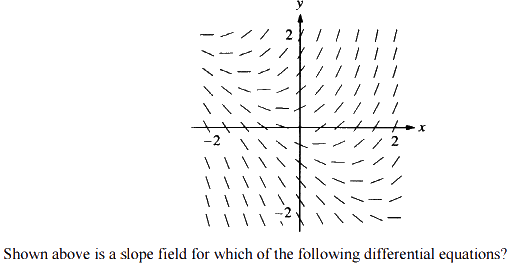 y
2
x
-2
2
-2
Shown above is a slope field for which of the following differential equations?